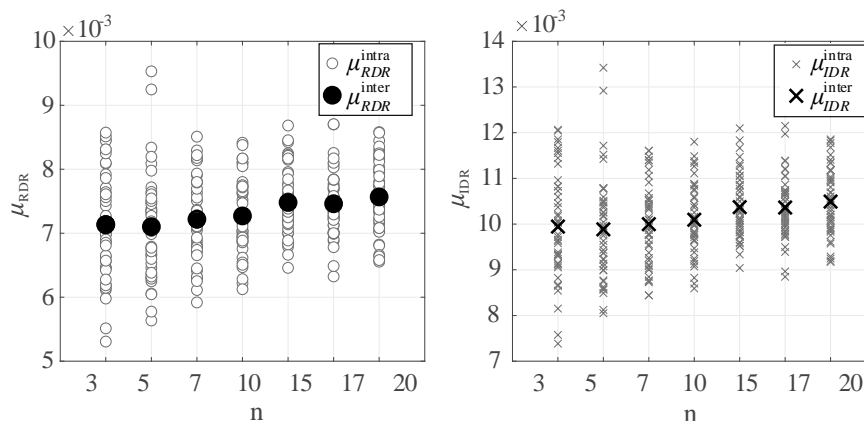 × 10⁻³
10
9
8
7
6
5
μ_RDR
3 5 7 10 15 17 20
n
μ_RDR^intra
μ_RDR^inter
× 10⁻³
14
13
12
11
10
9
8
7
μ_IDR
3 5 7 10 15 17 20
n
μ_IDR^intra
μ_IDR^inter